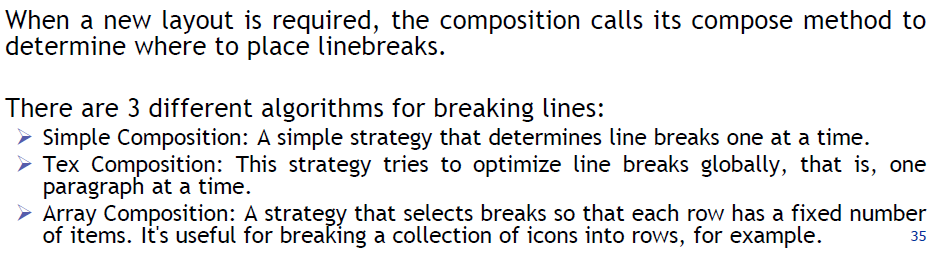 When a new layout is required, the composition calls its compose method to
determine where to place linebreaks.
There are 3 different algorithms for breaking lines:
➢ Simple Composition: A simple strategy that determines line breaks one at a time.
➢ Tex Composition: This strategy tries to optimize line breaks globally, that is, one
paragraph at a time.
➢ Array Composition: A strategy that selects breaks so that each row has a fixed number
of items. It's useful for breaking a collection of icons into rows, for example.
35